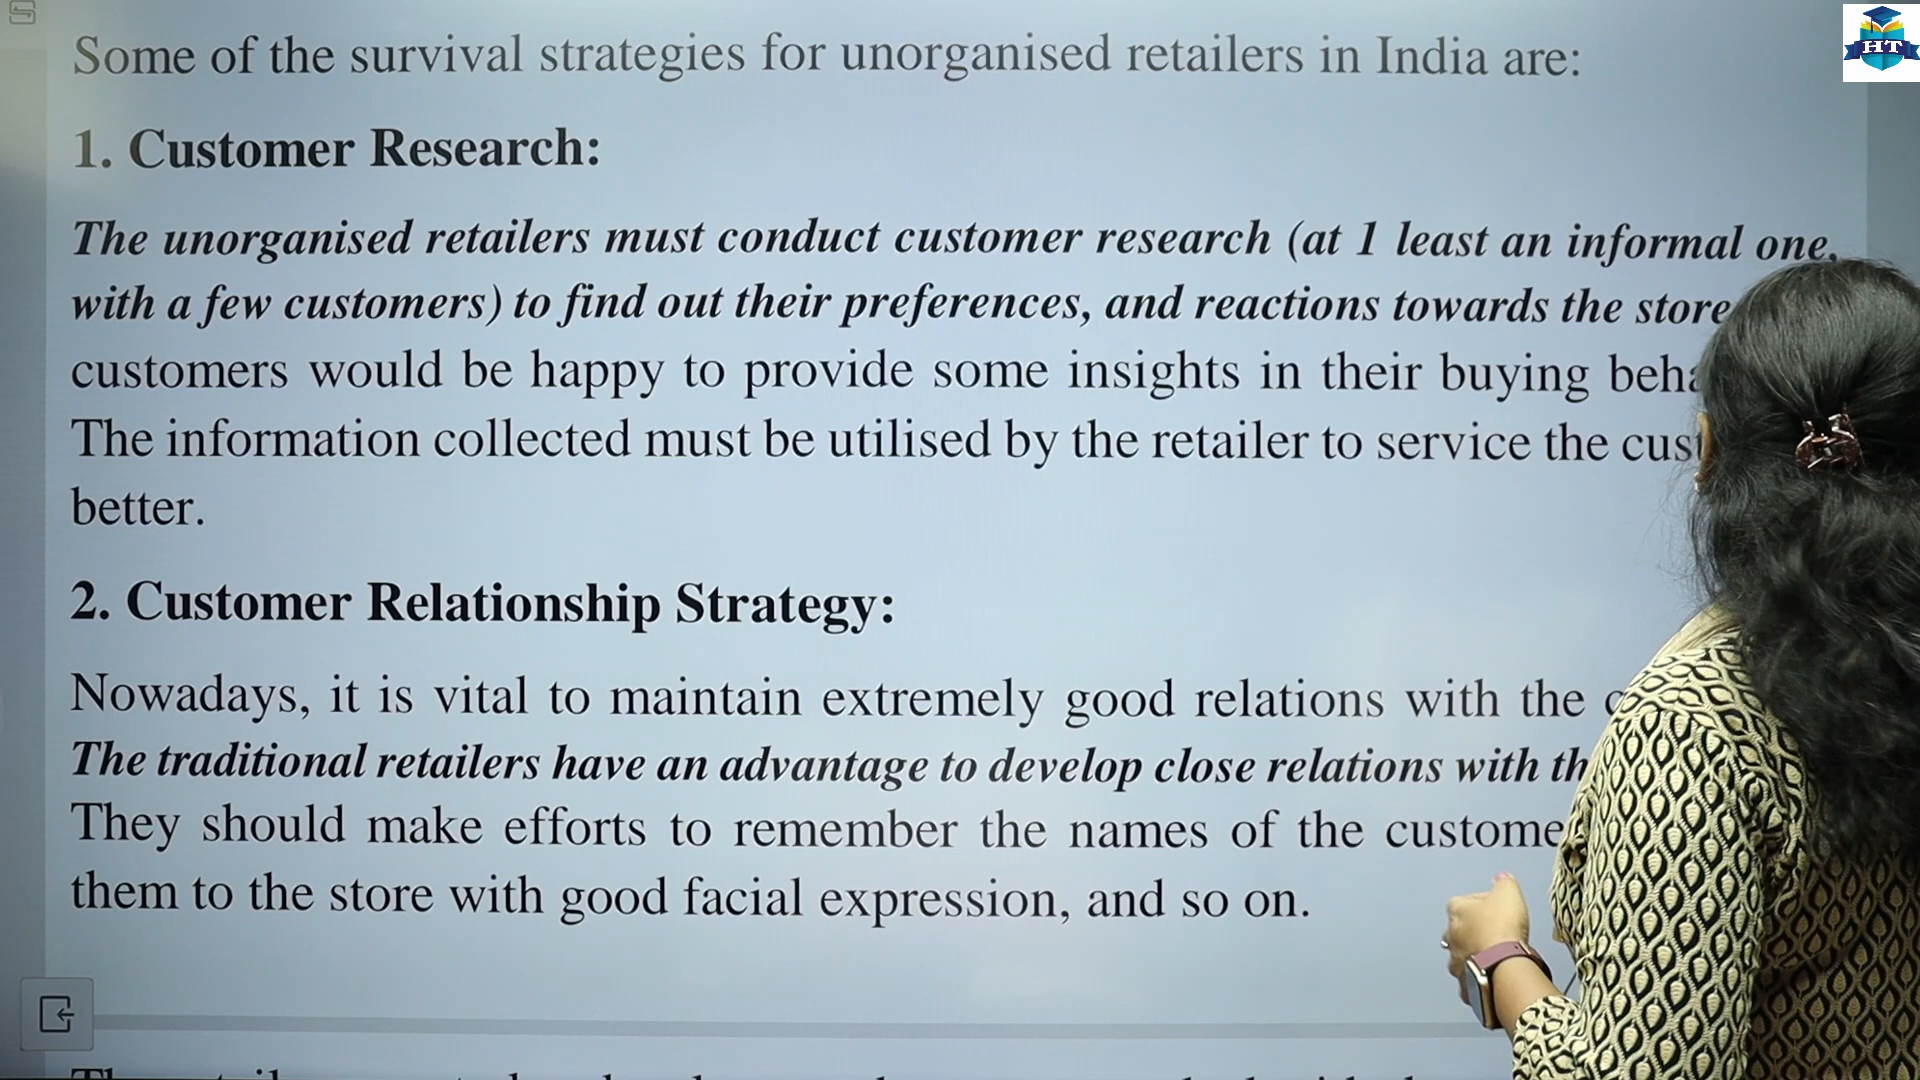 HT
Some of the survival strategies for unorganised retailers in India are:
1. Customer Research:
The unorganised retailers must conduct customer research (at 1 least an informal one,
with a few customers) to find out their preferences, and reactions towards the store
customers would be happy to provide some insights in their buying
The information collected must be utilised by the retailer to service the
better.
2. Customer Relationship Strategy:
Nowadays, it is vital to maintain extremely good relations with the
The traditional retailers have an advantage to develop close relations with
They should make efforts to remember the names of the
them to the store with good facial expression, and so on.